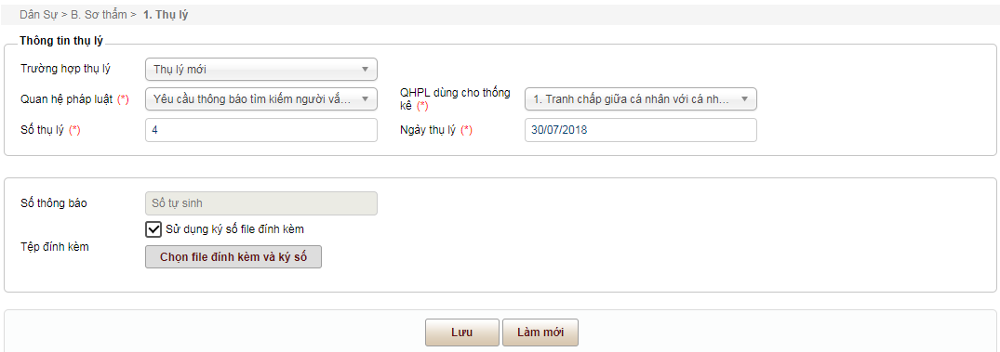 Dân Sự > B. Sơ thẩm > 1. Thụ lý
Thông tin thụ lý
Trường hợp thụ lý Thụ lý mới
Quan hệ pháp luật (*) Yêu cầu thông báo tìm kiếm người vắ... QHPL dùng cho thống kê (*) 1. Tranh chấp giữa cá nhân với cá nh...
Số thụ lý (*) 4 Ngày thụ lý (*) 30/07/2018
Số thông báo Số tự sinh
Sử dụng ký số file đính kèm
Tệp đính kèm
Chọn file đính kèm và ký số
Lưu Làm mới